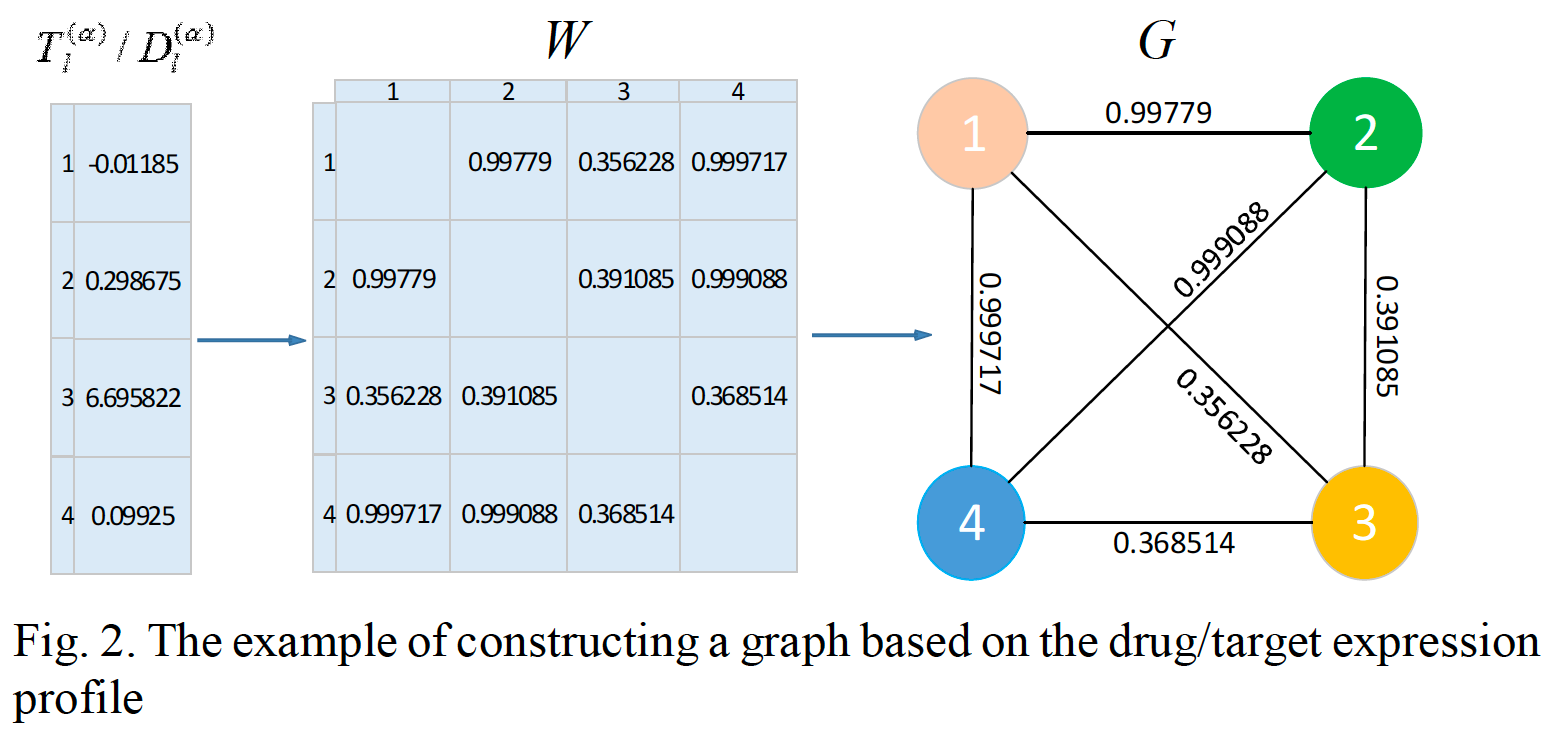 T_l^(α) / D_l^(α)
W
G
1 2 3 4
1 -0.01185
2 0.298675
3 6.695822
4 0.09925
1 0.99779 0.356228 0.999717
2 0.99779 0.391085 0.999088
3 0.356228 0.391085 0.368514
4 0.999717 0.999088 0.368514
1
0.99779
2
0.999088
0.999717
0.391085
0.356228
4
0.368514
3
Fig. 2. The example of constructing a graph based on the drug/target expression
profile